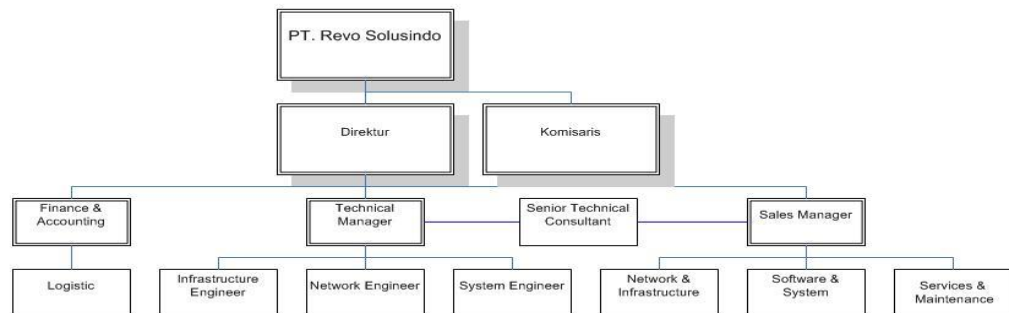 PT. Revo Solusindo
Direktur
Komisaris
Finance &
Accounting
Technical
Manager
Senior Technical
Consultant
Sales Manager
Logistic
Infrastructure
Engineer
Network Engineer
System Engineer
Network &
Infrastructure
Software &
System
Services &
Maintenance